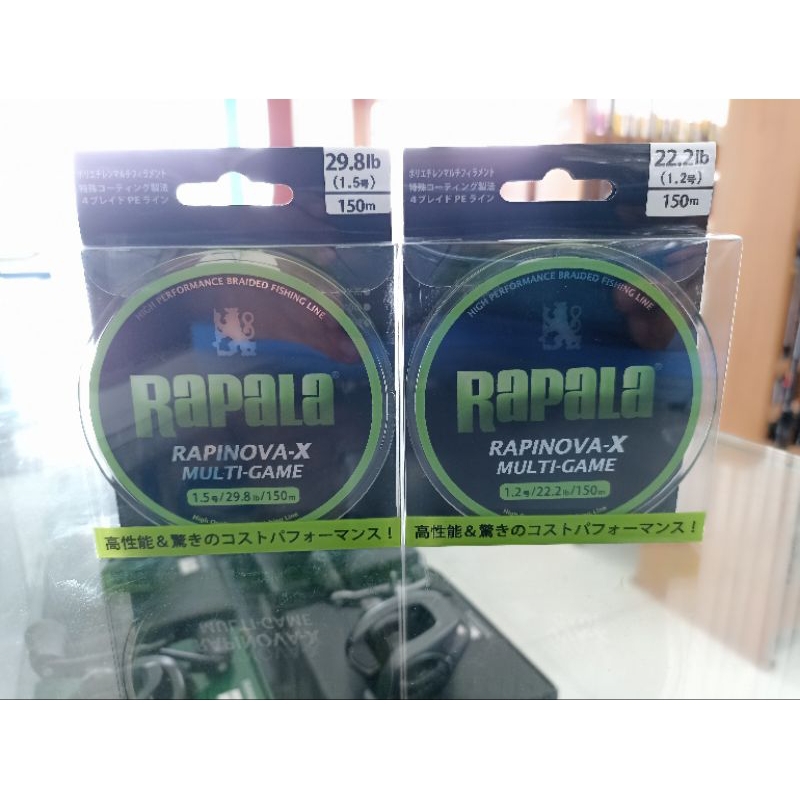 ポリエチレンマルチフィラメント
特殊コーティング製法
4ブレイドPEライン
29.8lb
(1.5号)
150m
HIGH PERFORMANCE BRAIDED FISHING LINE
RAPALA
RAPINOVA-X
MULTI-GAME
1.5号/29.8lb/150m
高性能&驚きのコストパフォーマンス!
ポリエチレンマルチフィラメント
特殊コーティング製法
4ブレイドPEライン
22.2lb
(1.2号)
150m
HIGH PERFORMANCE BRAIDED FISHING LINE
RAPALA
RAPINOVA-X
MULTI-GAME
1.2号/22.2lb/150m
高性能&驚きのコストパフォーマンス!